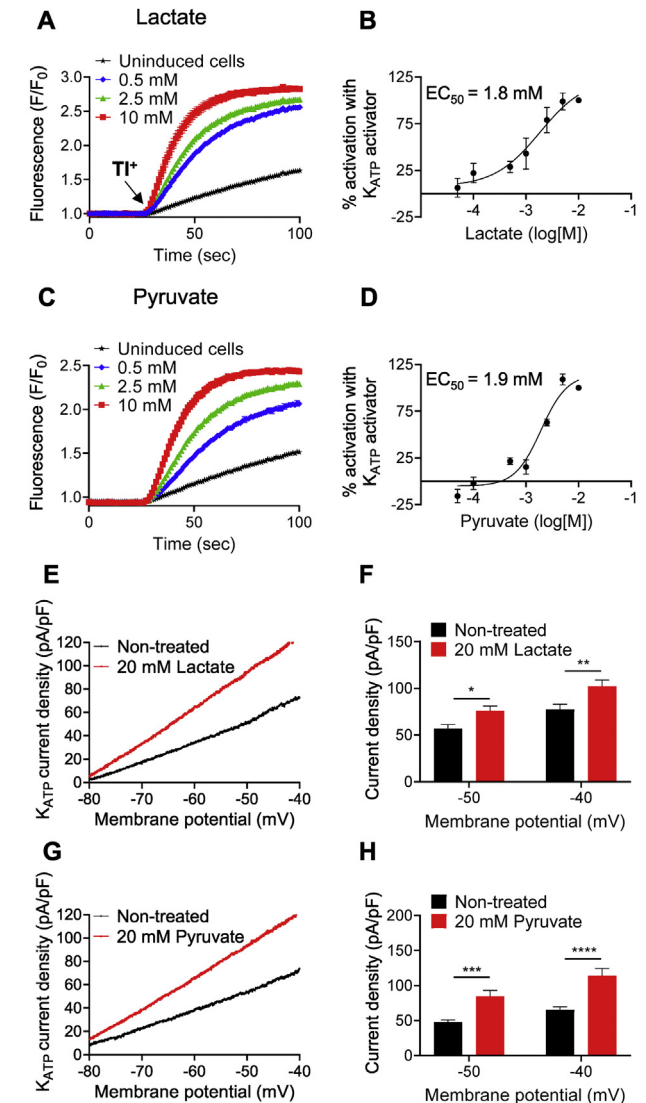 A
Lactate
Uninduced cells
0.5 mM
2.5 mM
10 mM
Fluorescence (F/F0)
3.0
2.5
2.0
1.5
1.0
Tl+
0
50
100
Time (sec)
B
% activation with
KATP activator
125
75
25
-25
EC50 = 1.8 mM
-4
-3
-2
-1
Lactate (log[M])
C
Pyruvate
Uninduced cells
0.5 mM
2.5 mM
10 mM
Fluorescence (F/F0)
2.5
2.0
1.5
1.0
0
50
100
Time (sec)
D
% activation with
KATP activator
125
75
25
-25
EC50 = 1.9 mM
-4
-3
-2
-1
Pyruvate (log[M])
E
KATP current density (pA/pF)
120
100
80
60
40
20
0
Non-treated
20 mM Lactate
-80
-70
-60
-50
-40
Membrane potential (mV)
F
Current density (pA/pF)
150
100
50
0
Non-treated
20 mM Lactate
*
**
-50
-40
Membrane potential (mV)
G
KATP current density (pA/pF)
120
100
80
60
40
20
0
Non-treated
20 mM Pyruvate
-80
-70
-60
-50
-40
Membrane potential (mV)
H
Current density (pA/pF)
200
150
100
50
0
Non-treated
20 mM Pyruvate
***
****
-50
-40
Membrane potential (mV)